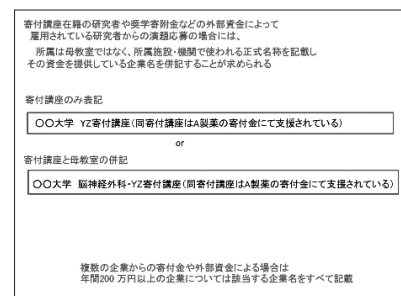 寄付講座在籍の研究者や奨学寄附金などの外部資金によって
雇用されている研究者からの演題応募の場合には、
所属は母教室ではなく、所属施設・機関で使われる正式名称を記載し
その資金を提供している企業名を併記することが求められる
寄付講座のみ表記
〇〇大学 YZ寄付講座(同寄付講座はA製薬の寄付金にて支援されている)
or
寄付講座と母教室の併記
〇〇大学 脳神経外科・YZ寄付講座(同寄付講座はA製薬の寄付金にて支援されている)
複数の企業からの寄付金や外部資金による場合は
年間200 万円以上の企業については該当する企業名をすべて記載